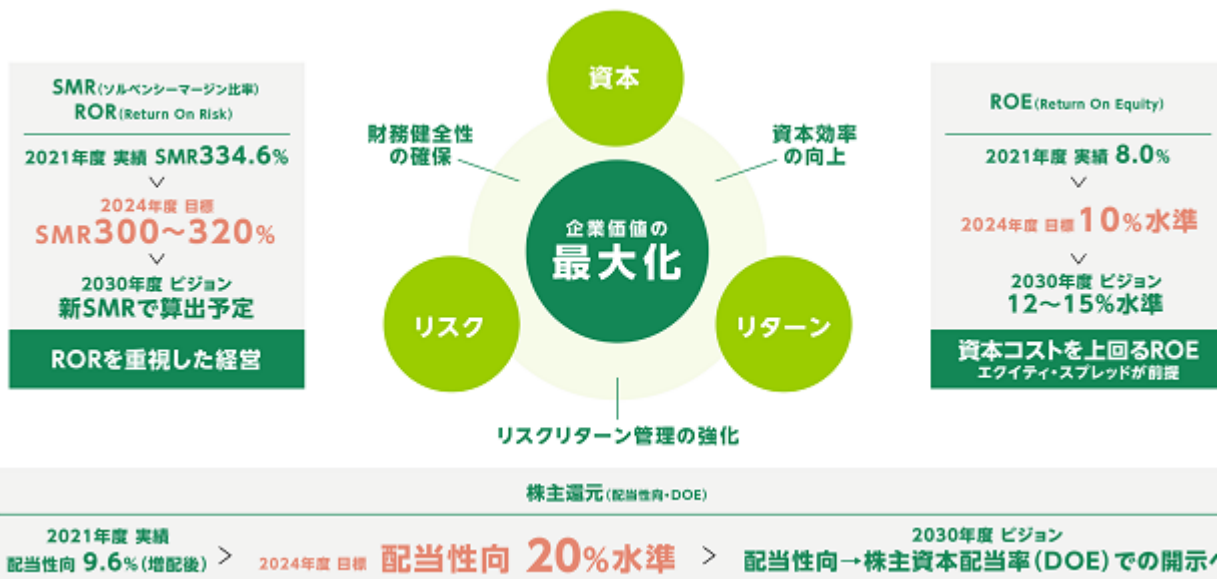 SMR(ソルベンシーマージン比率)
ROR(Return On Risk)
2021年度 実績 SMR334.6%
2024年度 目標
SMR300〜320%
2030年度 ビジョン
新SMRで算出予定
RORを重視した経営
資本
財務健全性
の確保
資本効率
の向上
企業価値の
最大化
リスク
リターン
リスクリターン管理の強化
ROE(Return On Equity)
2021年度 実績 8.0%
2024年度 目標 10%水準
2030年度 ビジョン
12〜15%水準
資本コストを上回るROE
エクイティ・スプレッドが前提
株主還元(配当性向・DOE)
2021年度 実績
配当性向 9.6%(増配後)
2024年度 目標 配当性向 20%水準
2030年度 ビジョン
配当性向→株主資本配当率(DOE)での開示へ